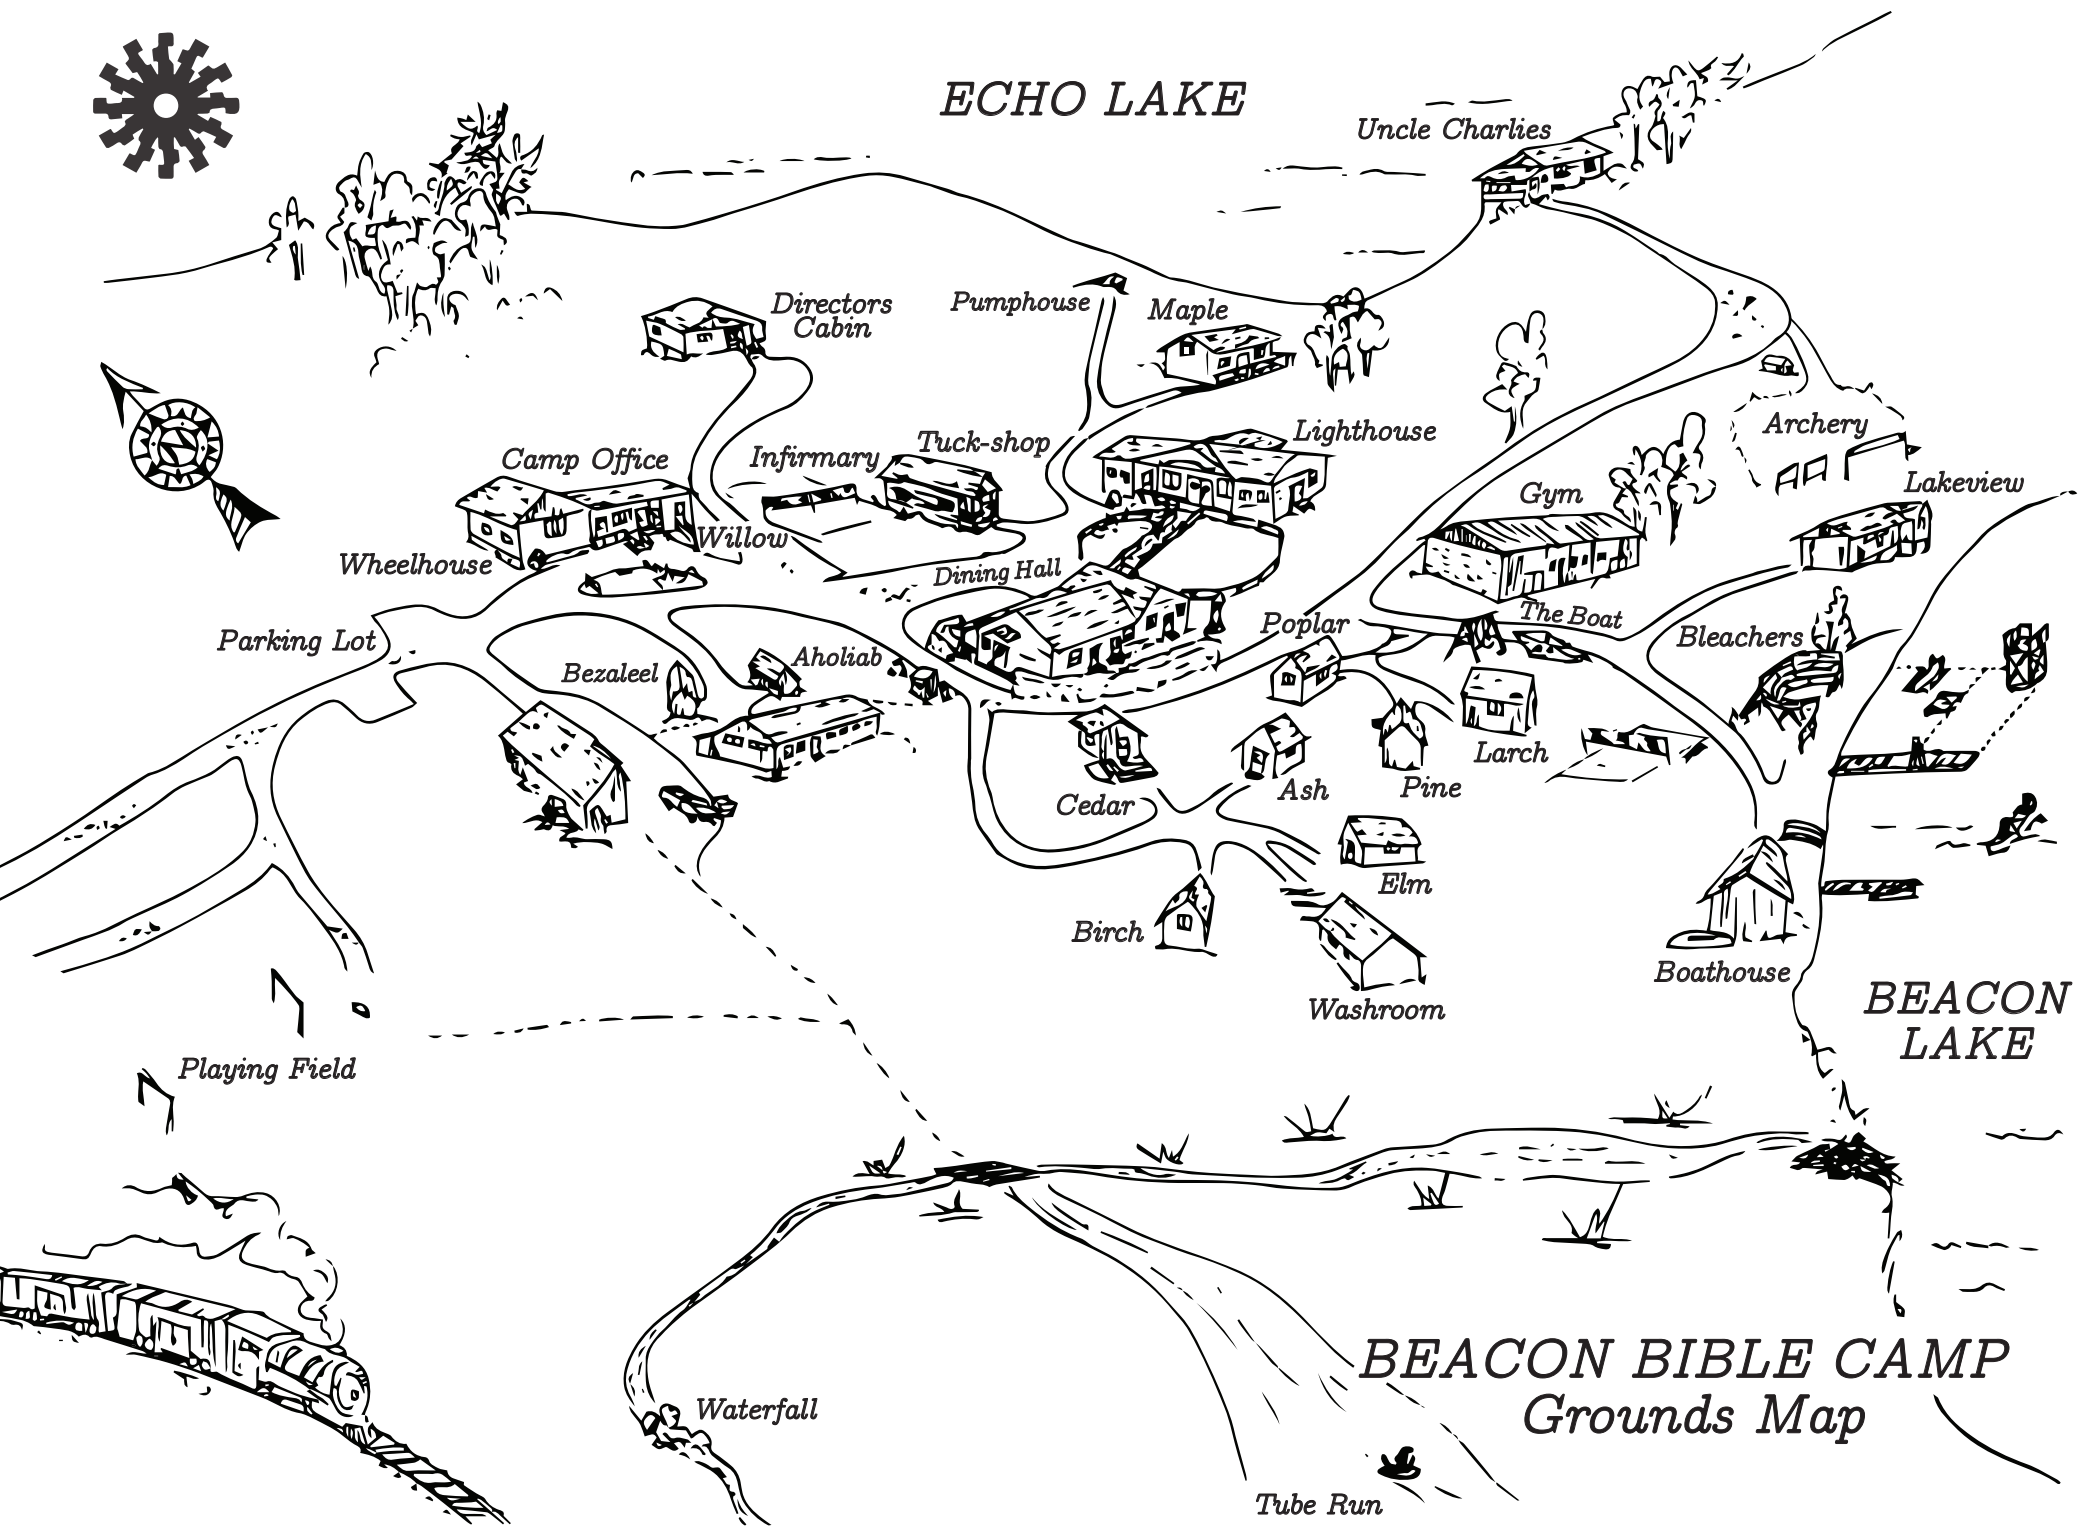 ECHO LAKE
Uncle Charlies
Directors
Cabin
Pumphouse
Maple
Archery
Lighthouse
Tuck-shop
Infirmary
Camp Office
Gym
Lakeview
N
Willow
Wheelhouse
Dining Hall
The Boat
Poplar
Bleachers
Parking Lot
Aholiab
Bezaleel
Larch
Pine
Ash
Cedar
Elm
Birch
Boathouse
Washroom
BEACON
LAKE
Playing Field
BEACON BIBLE CAMP
Grounds Map
Waterfall
Tube Run